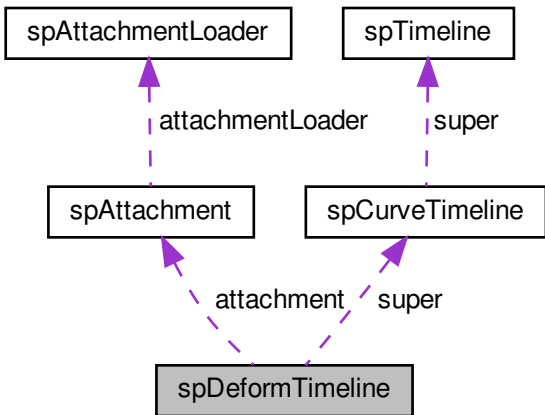 spAttachmentLoader
spTimeline
attachmentLoader
super
spAttachment
spCurveTimeline
attachment
super
spDeformTimeline